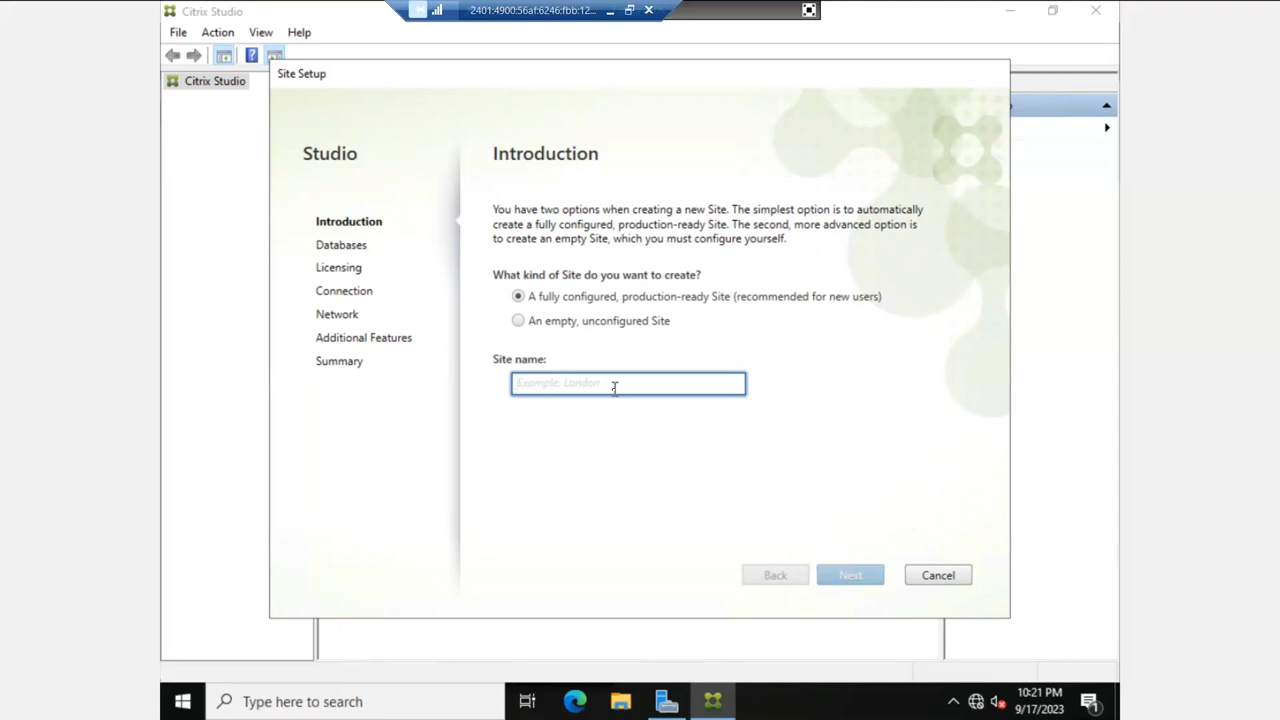 Citrix Studio
2401:4900:56af:6246:fbb:12...
File Action View Help
Citrix Studio
Site Setup
Studio
Introduction
Databases
Licensing
Connection
Network
Additional Features
Summary
Introduction
You have two options when creating a new Site. The simplest option is to automatically
create a fully configured, production-ready Site. The second, more advanced option is
to create an empty Site, which you must configure yourself.
What kind of Site do you want to create?
A fully configured, production-ready Site (recommended for new users)
An empty, unconfigured Site
Site name:
Example: London
Back Next Cancel
Type here to search
10:21 PM
9/17/2023
1